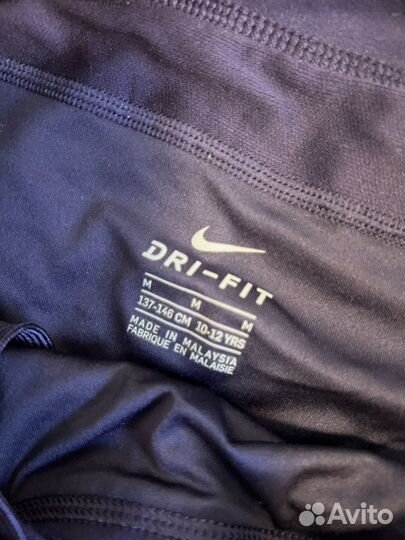 DRI-FIT
M M M
137-146 CM 10-12 YRS
MADE IN MALAYSIA
FABRIQUE EN MALAISIE
Avito